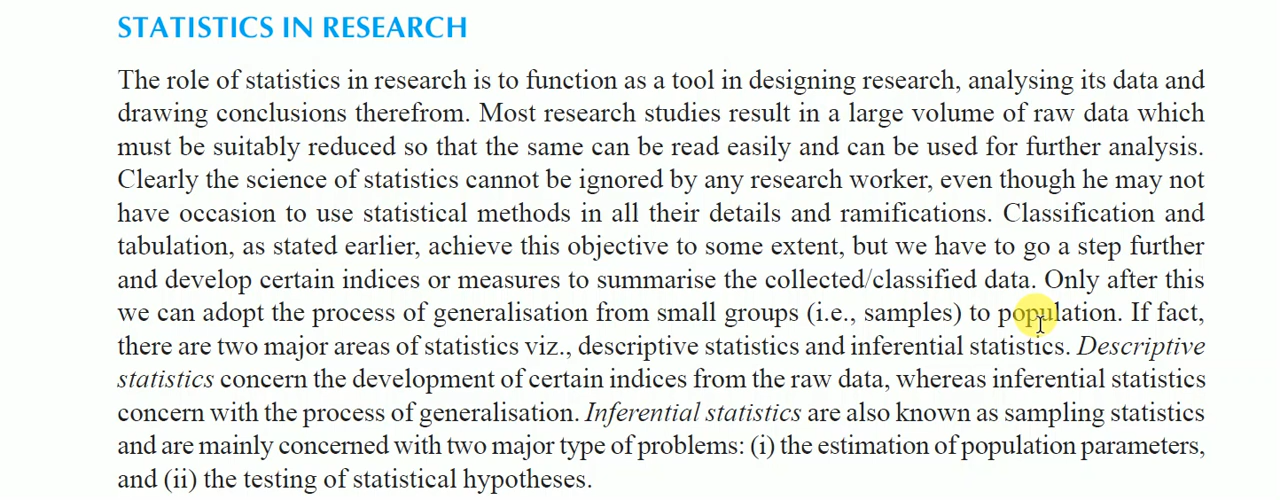 STATISTICS IN RESEARCH
The role of statistics in research is to function as a tool in designing research, analysing its data and
drawing conclusions therefrom. Most research studies result in a large volume of raw data which
must be suitably reduced so that the same can be read easily and can be used for further analysis.
Clearly the science of statistics cannot be ignored by any research worker, even though he may not
have occasion to use statistical methods in all their details and ramifications. Classification and
tabulation, as stated earlier, achieve this objective to some extent, but we have to go a step further
and develop certain indices or measures to summarise the collected/classified data. Only after this
we can adopt the process of generalisation from small groups (i.e., samples) to population. If fact,
there are two major areas of statistics viz., descriptive statistics and inferential statistics. Descriptive
statistics concern the development of certain indices from the raw data, whereas inferential statistics
concern with the process of generalisation. Inferential statistics are also known as sampling statistics
and are mainly concerned with two major type of problems: (i) the estimation of population parameters,
and (ii) the testing of statistical hypotheses.